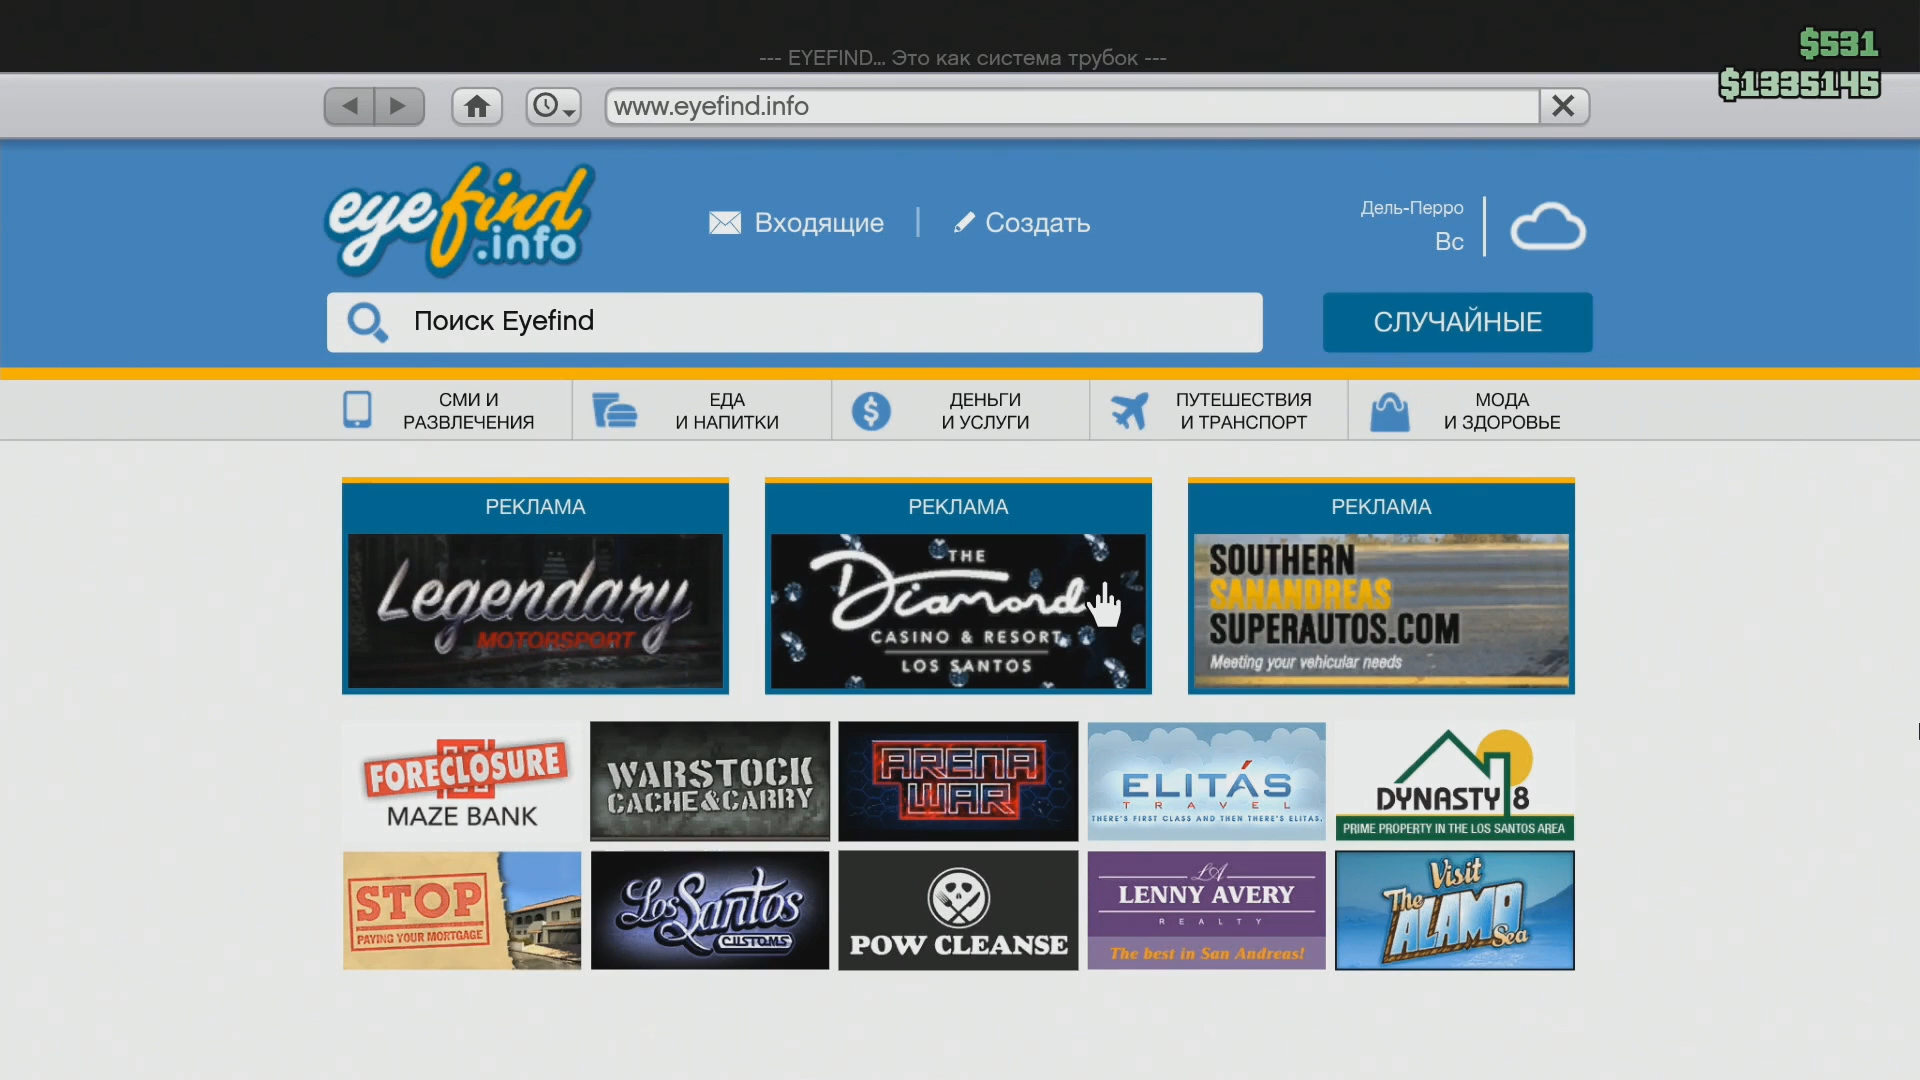 $531
--- EYEFIND... Это как система трубок ---
$1335145
www.eyefind.info
eyefind
.info
Входящие
Создать
Дель-Перро
Вс
Поиск Eyefind
СЛУЧАЙНЫЕ
СМИ И
РАЗВЛЕЧЕНИЯ
ЕДА
И НАПИТКИ
ДЕНЬГИ
И УСЛУГИ
ПУТЕШЕСТВИЯ
И ТРАНСПОРТ
МОДА
И ЗДОРОВЬЕ
РЕКЛАМА
Legendary
MOTORSPORT
РЕКЛАМА
THE
Diamond
CASINO & RESORT
LOS SANTOS
РЕКЛАМА
SOUTHERN
SANANDREAS
SUPERAUTOS.COM
Meeting your vehicular needs
FORECLOSURE
MAZE BANK
WARSTOCK
CACHE&CARRY
ARENA
WAR
ELITÁS
TRAVEL
THERE'S FIRST CLASS AND THEN THERE'S ELITAS.
DYNASTY 8
PRIME PROPERTY IN THE LOS SANTOS AREA
STOP
PAYING YOUR MORTGAGE
Los Santos
CUSTOMS
POW CLEANSE
LA
LENNY AVERY
REALTY
The best in San Andreas!
Visit
The
ALAMO
Sea